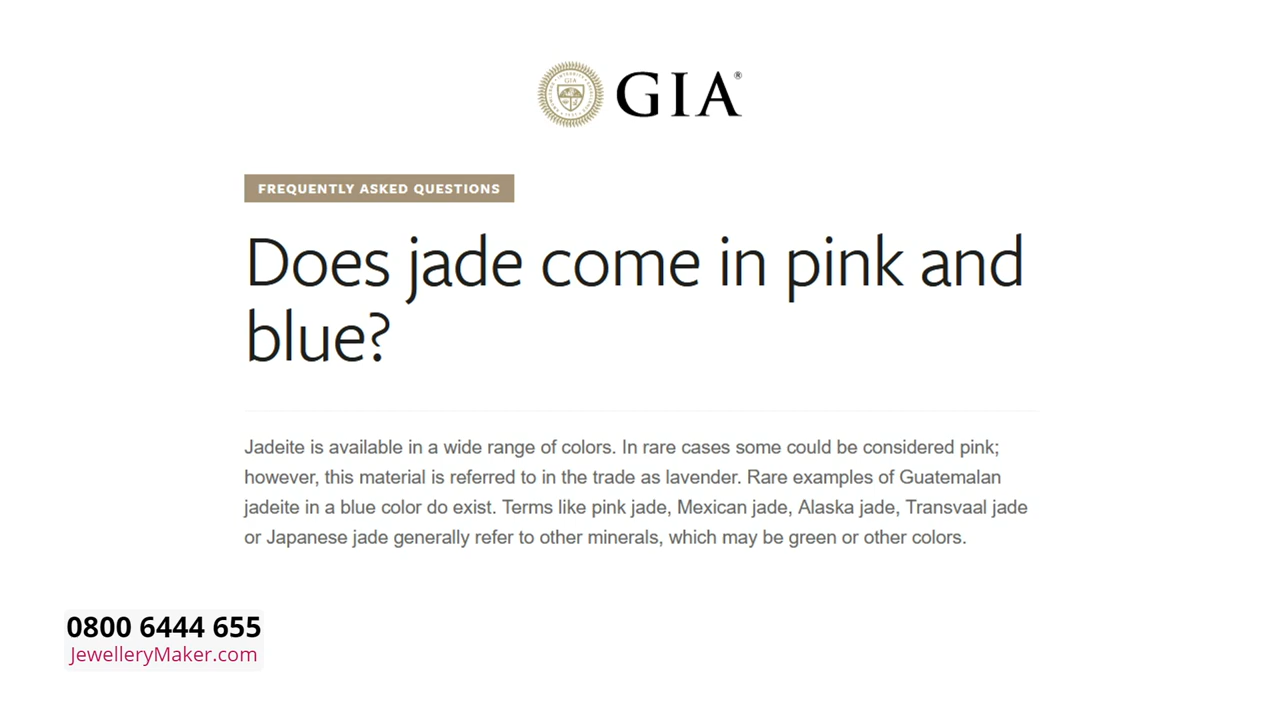 GIA®
FREQUENTLY ASKED QUESTIONS
Does jade come in pink and
blue?
Jadeite is available in a wide range of colors. In rare cases some could be considered pink;
however, this material is referred to in the trade as lavender. Rare examples of Guatemalan
jadeite in a blue color do exist. Terms like pink jade, Mexican jade, Alaska jade, Transvaal jade
or Japanese jade generally refer to other minerals, which may be green or other colors.
0800 6444 655
JewelleryMaker.com